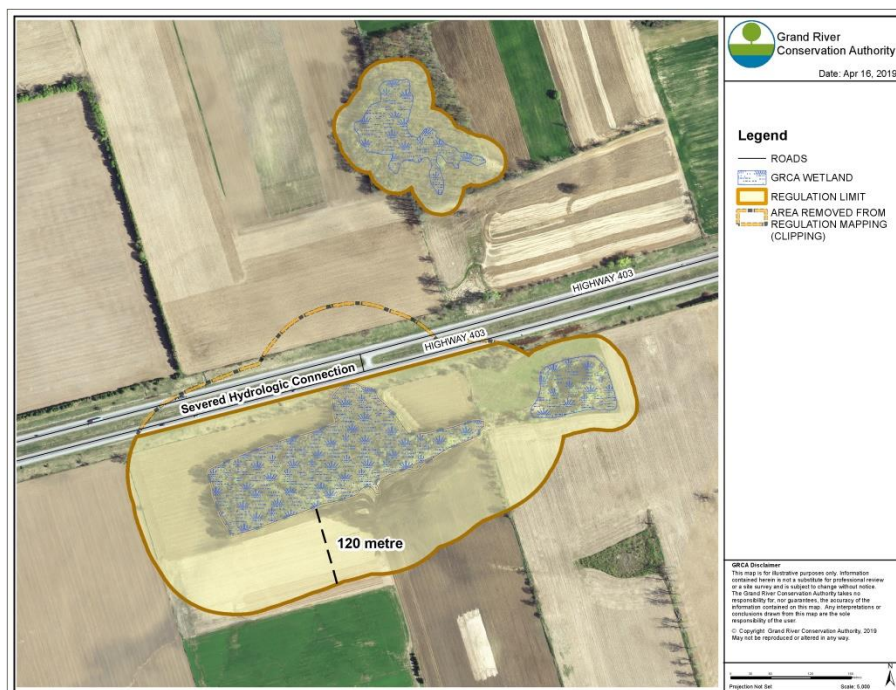 Grand River
Conservation Authority
Date: Apr 16, 2019
Legend
ROADS
GRCA WETLAND
REGULATION LIMIT
AREA REMOVED FROM
REGULATION MAPPING
(CLIPPING)
HIGHWAY 403
HIGHWAY 403
Severed Hydrologic Connection
120 metre
GRCA Disclaimer
This map is for illustrative purposes only. Information
contained herein is not a substitute for professional review
or a site survey and is subject to change without notice.
The Grand River Conservation Authority takes no
responsibility for, nor guarantees, the accuracy of the
information contained on this map. Any interpretations or
conclusions drawn from this map are the sole
responsibility of the user.
© Copyright Grand River Conservation Authority, 2019
May not be reproduced or altered in any way.
N
Projection Not Set
Scale: 5,000